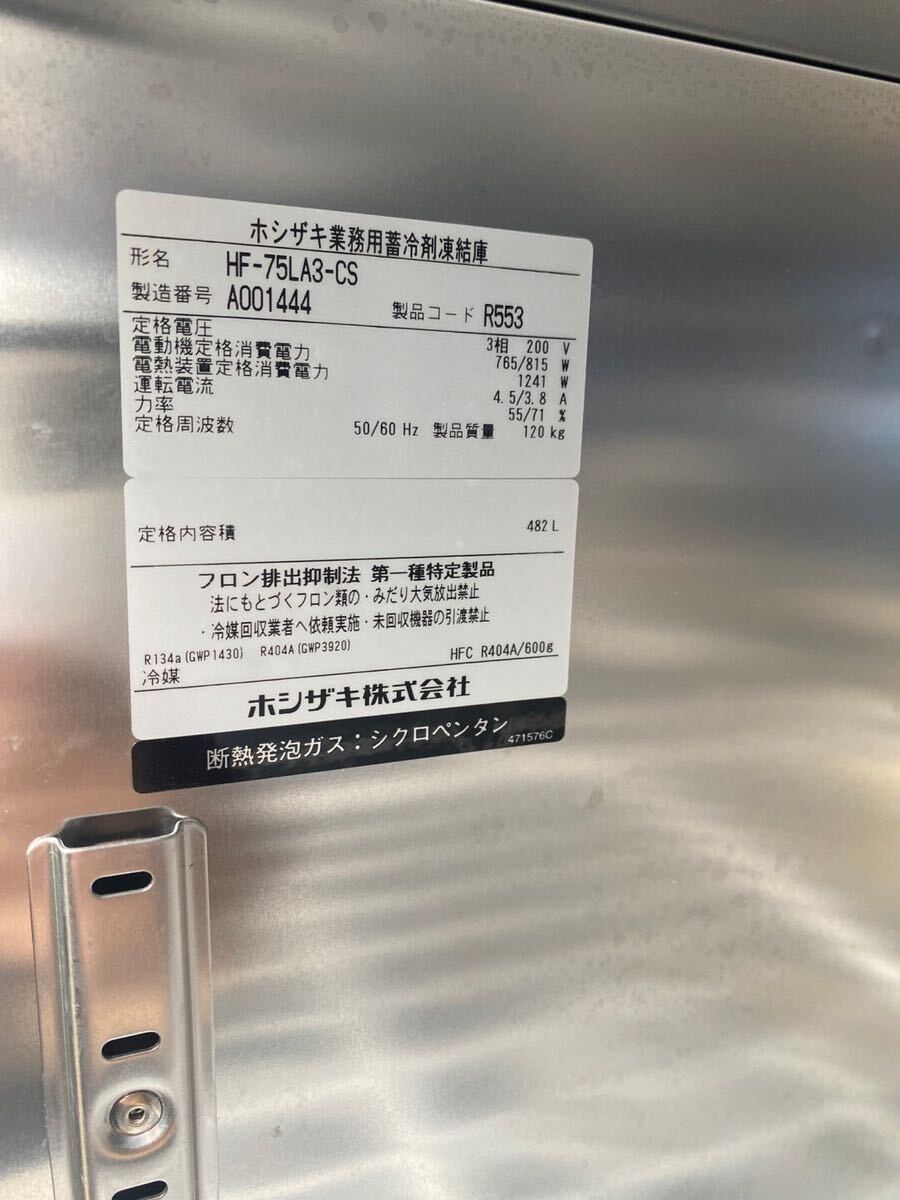 ホシザキ業務用蓄冷剤凍結庫
形名 HF-75LA3-CS
製造番号 A001444 製品コード R553
定格電圧 3相 200 V
電動機定格消費電力 765/815 W
電熱装置定格消費電力 1241 W
運転電流 4.5/3.8 A
力率 55/71 %
定格周波数 50/60 Hz 製品質量 120 kg
定格内容積 482 L
フロン排出抑制法 第一種特定製品
法にもとづくフロン類の・みだり大気放出禁止
・冷媒回収業者へ依頼実施・未回収機器の引渡禁止
R134a(GWP1430) R404A(GWP3920) HFC R404A/600g
冷媒
ホシザキ株式会社
断熱発泡ガス：シクロペンタン 471576C